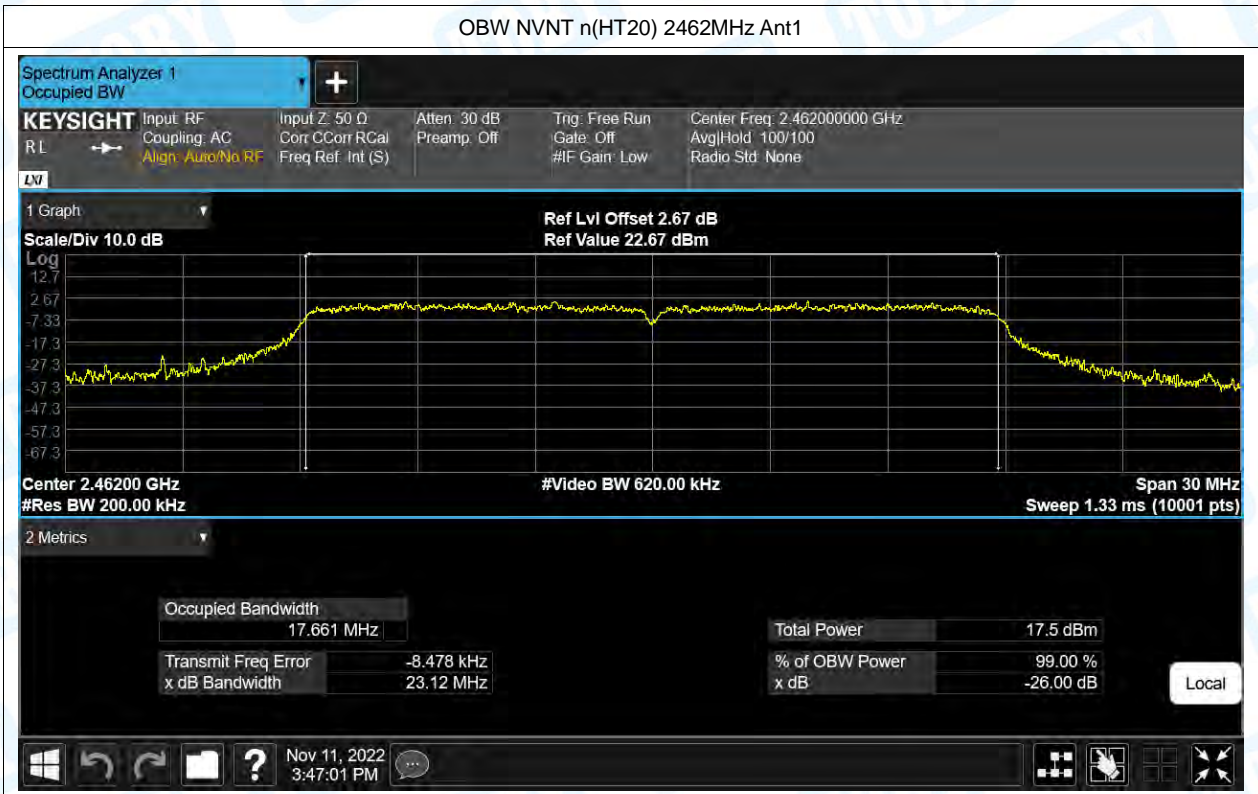 OBW NVNT n(HT20) 2462MHz Ant1
Spectrum Analyzer 1
Occupied BW
KEYSIGHT
R L
LXI
Input: RF
Coupling: AC
Align: Auto/No RF
Input Z: 50 Ω
Corr CCorr RCal
Freq Ref: Int (S)
Atten: 30 dB
Preamp: Off
Trig: Free Run
Gate: Off
#IF Gain: Low
Center Freq: 2.462000000 GHz
Avg|Hold: 100/100
Radio Std: None
1 Graph
Scale/Div 10.0 dB
Ref Lvl Offset 2.67 dB
Ref Value 22.67 dBm
Log
12.7
2.67
-7.33
-17.3
-27.3
-37.3
-47.3
-57.3
-67.3
Center 2.46200 GHz
#Res BW 200.00 kHz
#Video BW 620.00 kHz
Span 30 MHz
Sweep 1.33 ms (10001 pts)
2 Metrics
Occupied Bandwidth
17.661 MHz
Transmit Freq Error -8.478 kHz
x dB Bandwidth 23.12 MHz
Total Power 17.5 dBm
% of OBW Power 99.00 %
x dB -26.00 dB
Local
?
Nov 11, 2022
3:47:01 PM